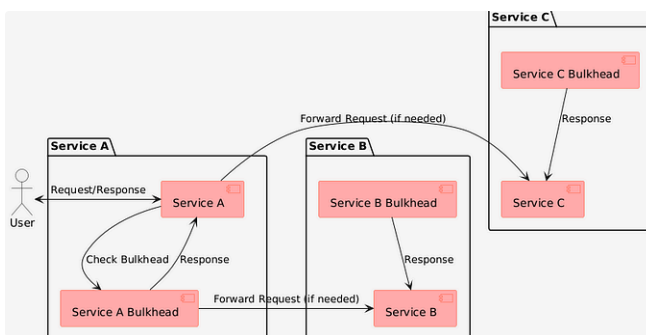 Service C
Service C Bulkhead
Forward Request (if needed)
Response
Service A
Service B
Request/Response
Service A
Service B Bulkhead
Service C
User
Check Bulkhead
Response
Response
Forward Request (if needed)
Service A Bulkhead
Service B